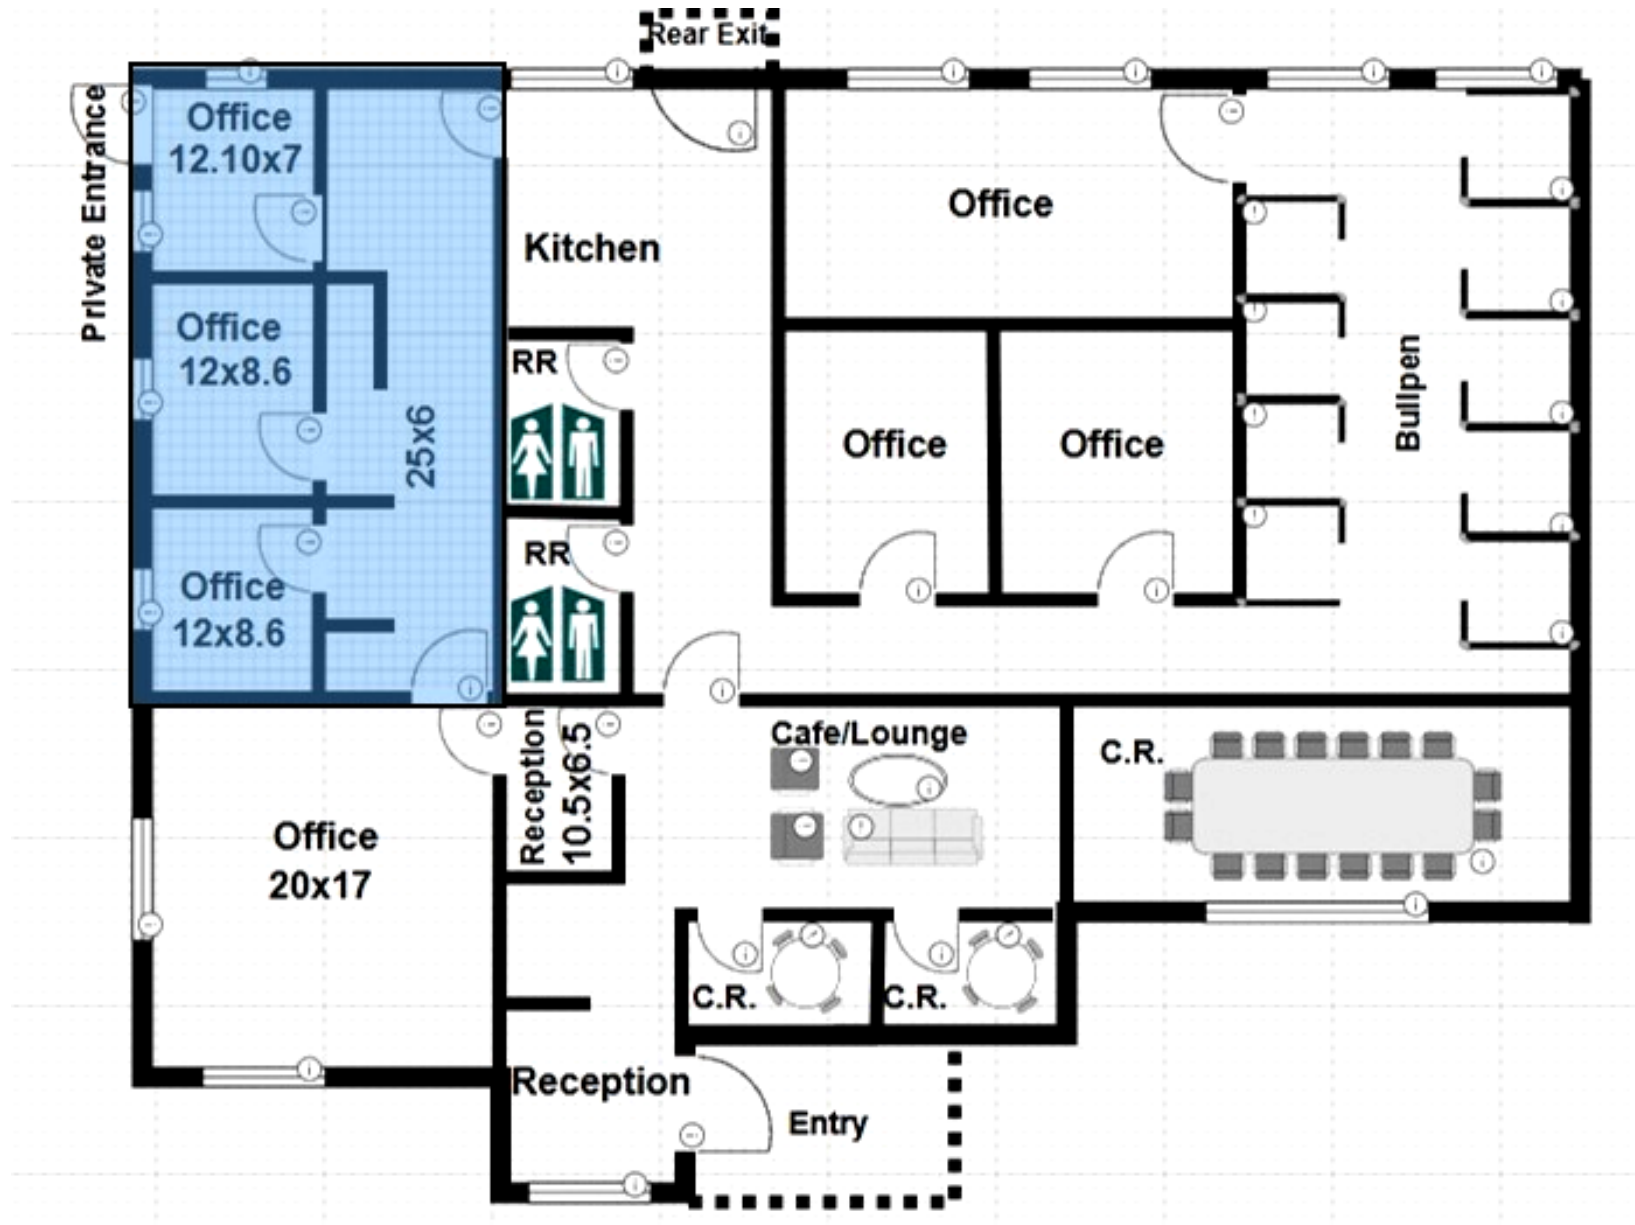 Rear Exit
Private Entrance
Office
12.10x7
Office
Kitchen
Office
12x8.6
25x6
RR
Office
Office
Bullpen
RR
Office
12x8.6
Reception
10.5x6.5
Cafe/Lounge
C.R.
Office
20x17
C.R.
C.R.
Reception
Entry